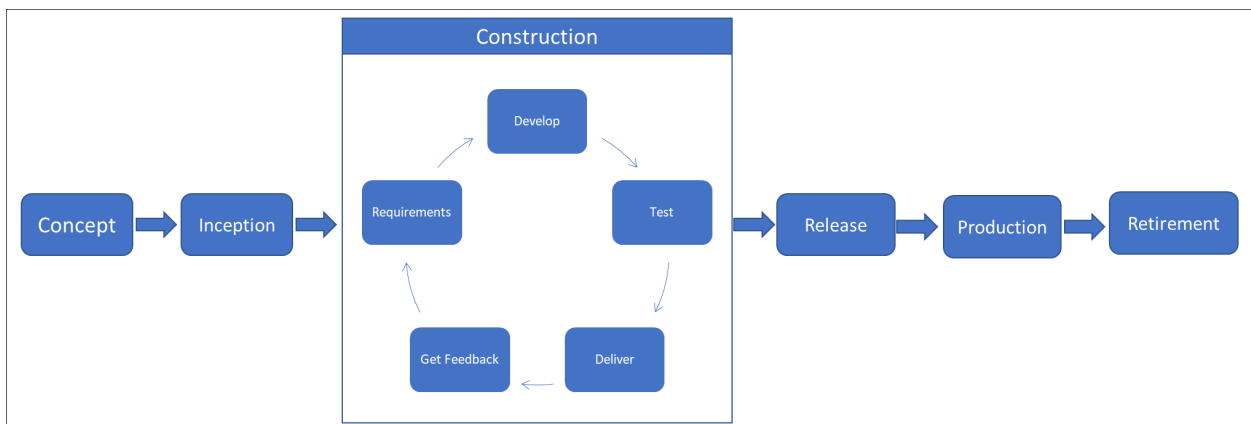 Construction
Develop
Requirements
Test
Concept
Inception
Release
Production
Retirement
Get Feedback
Deliver